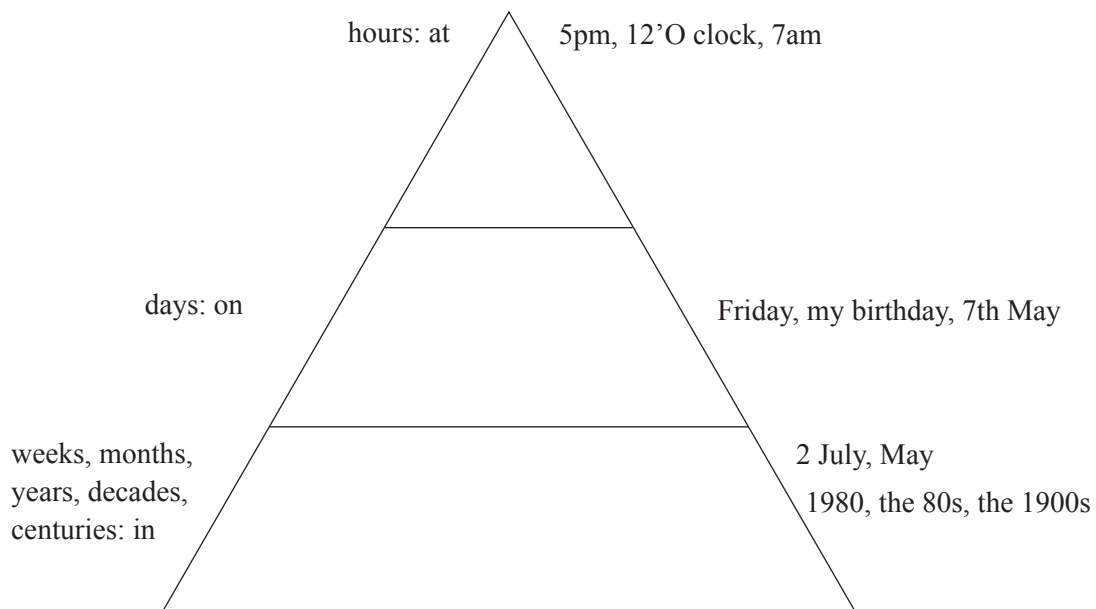 hours: at
5pm, 12’O clock, 7am
days: on
Friday, my birthday, 7th May
weeks, months,
years, decades,
centuries: in
2 July, May
1980, the 80s, the 1900s